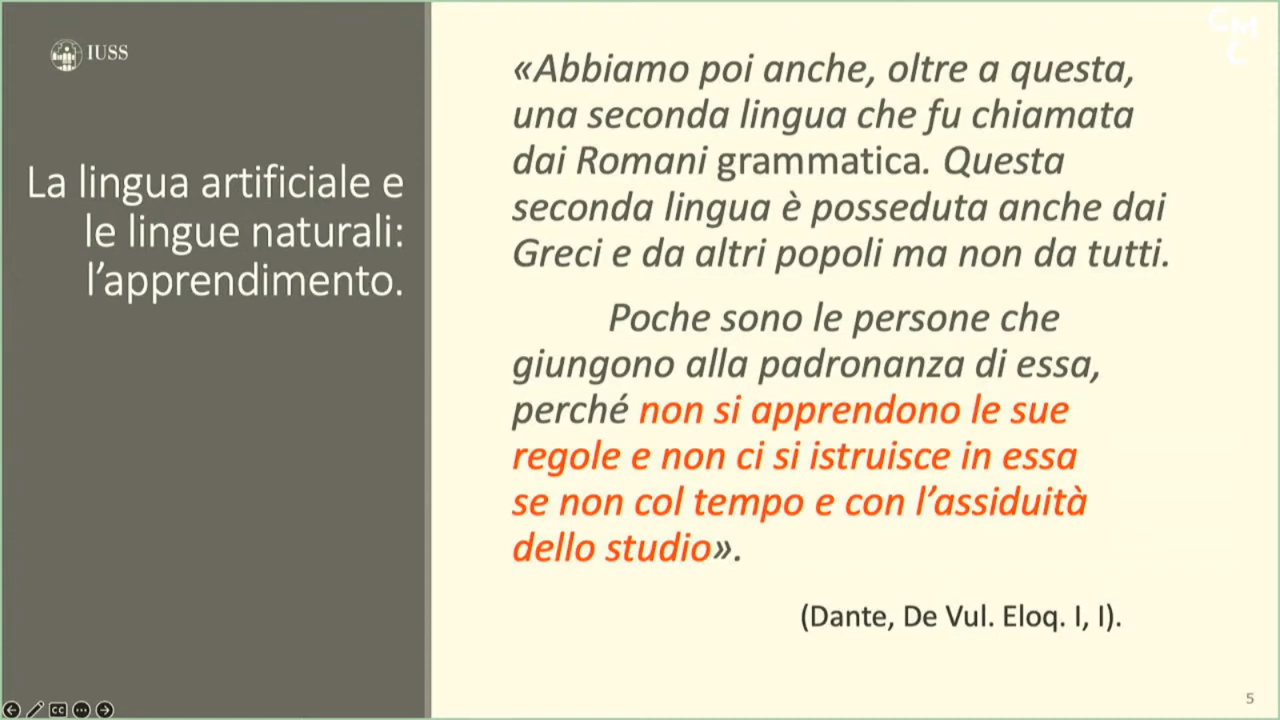 IUSS
La lingua artificiale e
le lingue naturali:
l’apprendimento.
«Abbiamo poi anche, oltre a questa,
una seconda lingua che fu chiamata
dai Romani grammatica. Questa
seconda lingua è posseduta anche dai
Greci e da altri popoli ma non da tutti.
Poche sono le persone che
giungono alla padronanza di essa,
perché non si apprendono le sue
regole e non ci si istruisce in essa
se non col tempo e con l’assiduità
dello studio».
(Dante, De Vul. Eloq. I, I).
CMC
5
CC